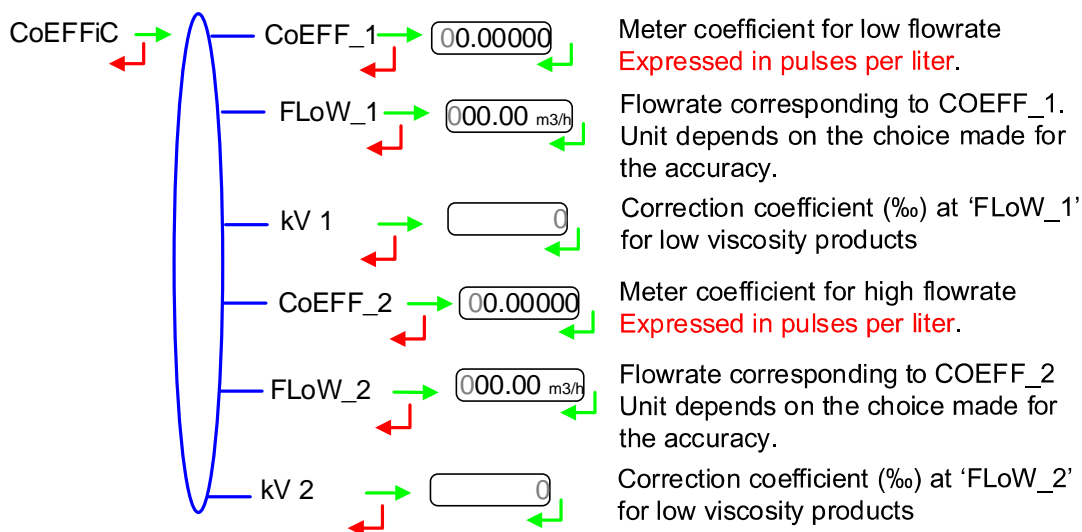 CoEFFiC
CoEFF_1
00.00000
Meter coefficient for low flowrate
Expressed in pulses per liter.
FLoW_1
000.00 m3/h
Flowrate corresponding to COEFF_1.
Unit depends on the choice made for
the accuracy.
kV 1
0
Correction coefficient (‰) at ‘FLoW_1’
for low viscosity products
CoEFF_2
00.00000
Meter coefficient for high flowrate
Expressed in pulses per liter.
FLoW_2
000.00 m3/h
Flowrate corresponding to COEFF_2
Unit depends on the choice made for
the accuracy.
kV 2
0
Correction coefficient (‰) at ‘FLoW_2’
for low viscosity products